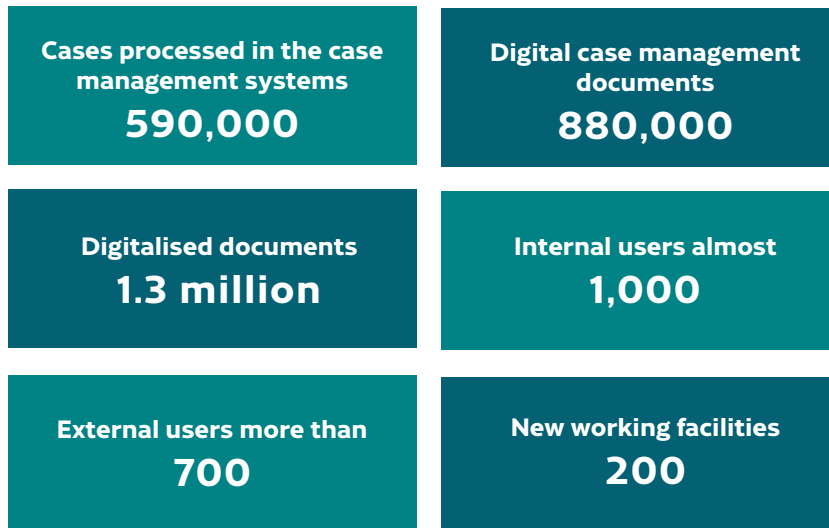 Cases processed in the case
management systems
590,000
Digital case management
documents
880,000
Digitalised documents
1.3 million
Internal users almost
1,000
External users more than
700
New working facilities
200